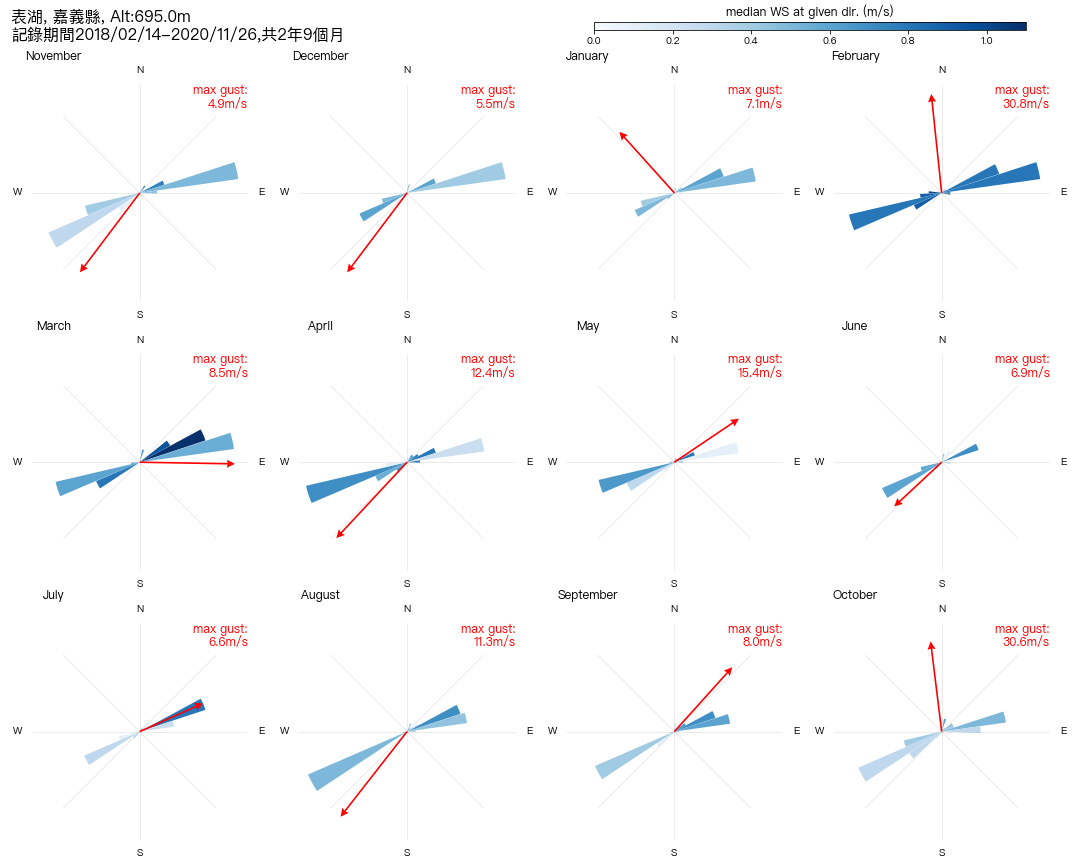 表湖, 嘉義縣, Alt:695.0m
記錄期間2018/02/14−2020/11/26,共2年9個月
median WS at given dir. (m/s)
0.0 0.2 0.4 0.6 0.8 1.0
November
N
max gust:
4.9m/s
W
E
S
December
N
max gust:
5.5m/s
W
E
S
January
N
max gust:
7.1m/s
W
E
S
February
N
max gust:
30.8m/s
W
E
S
March
N
max gust:
8.5m/s
W
E
S
April
N
max gust:
12.4m/s
W
E
S
May
N
max gust:
15.4m/s
W
E
S
June
N
max gust:
6.9m/s
W
E
S
July
N
max gust:
6.6m/s
W
E
S
August
N
max gust:
11.3m/s
W
E
S
September
N
max gust:
8.0m/s
W
E
S
October
N
max gust:
30.6m/s
W
E
S